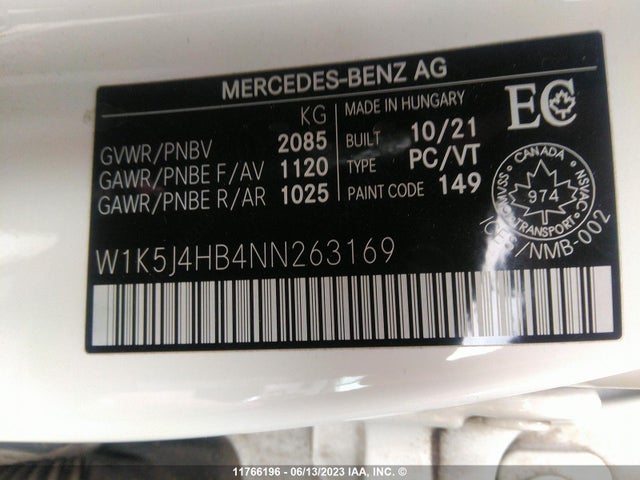 MERCEDES-BENZ AG
KG
GVWR/PNBV 2085
GAWR/PNBE F/AV 1120
GAWR/PNBE R/AR 1025
MADE IN HUNGARY
BUILT 10/21
TYPE PC/VT
PAINT CODE 149
EC
CANADA
974
TRANSPORT
NSVAC
ICES/NMB-002
W1K5J4HB4NN263169
11766196 - 06/13/2023 IAA, INC. ©